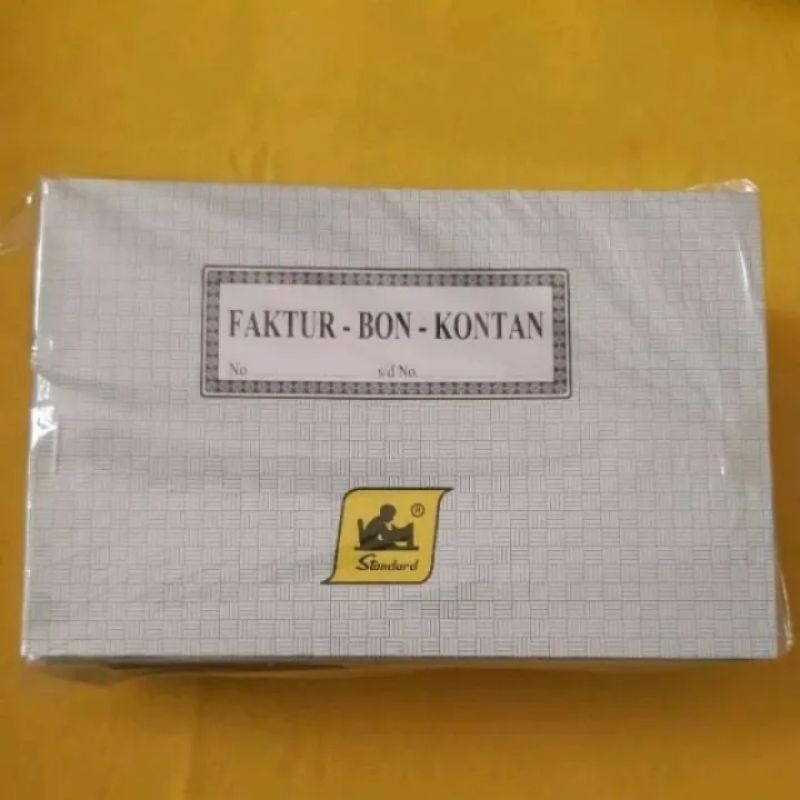 FAKTUR - BON - KONTAN
No ........................ s/d No. ........................
®
Standard